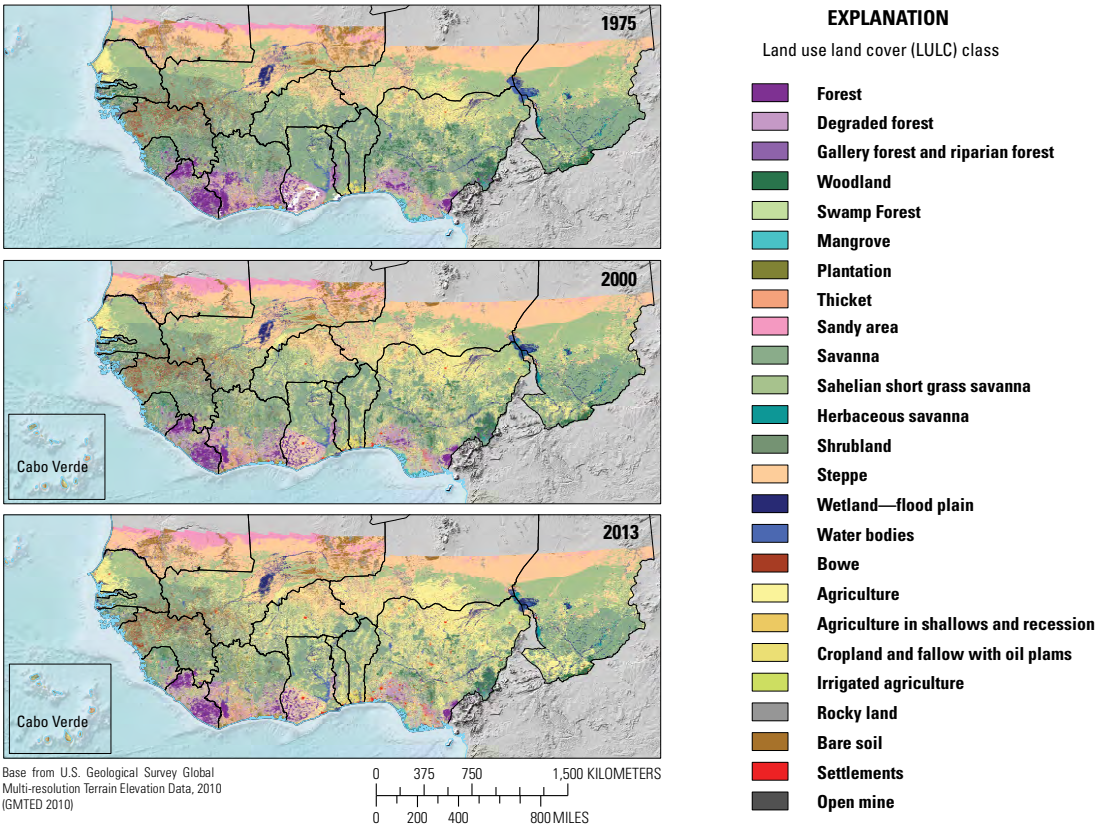 1975
2000
Cabo Verde
2013
Cabo Verde
Base from U.S. Geological Survey Global
Multi-resolution Terrain Elevation Data, 2010
(GMTED 2010)
0 375 750 1,500 KILOMETERS
0 200 400 800 MILES
EXPLANATION
Land use land cover (LULC) class
Forest
Degraded forest
Gallery forest and riparian forest
Woodland
Swamp Forest
Mangrove
Plantation
Thicket
Sandy area
Savanna
Sahelian short grass savanna
Herbaceous savanna
Shrubland
Steppe
Wetland—flood plain
Water bodies
Bowe
Agriculture
Agriculture in shallows and recession
Cropland and fallow with oil plams
Irrigated agriculture
Rocky land
Bare soil
Settlements
Open mine